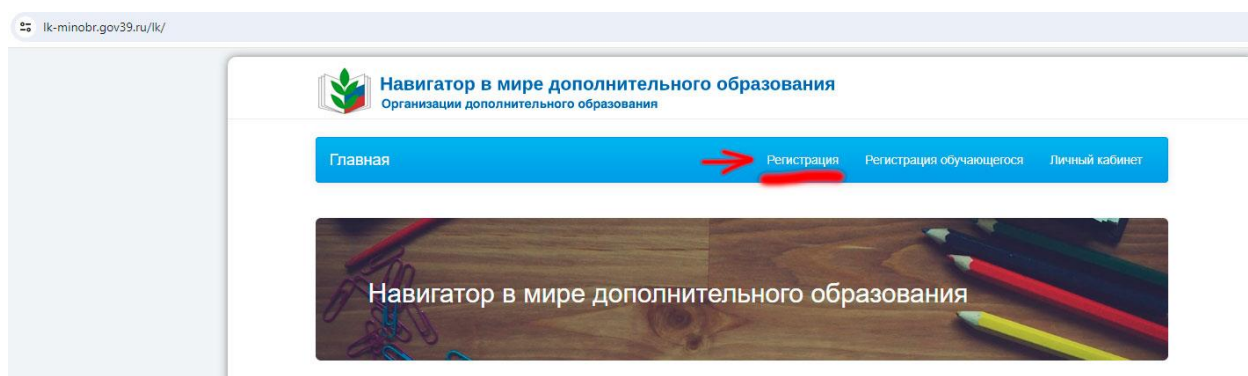 lk-minobr.gov39.ru/lk/
Навигатор в мире дополнительного образования
Организации дополнительного образования
Главная Регистрация Регистрация обучающегося Личный кабинет
Навигатор в мире дополнительного образования